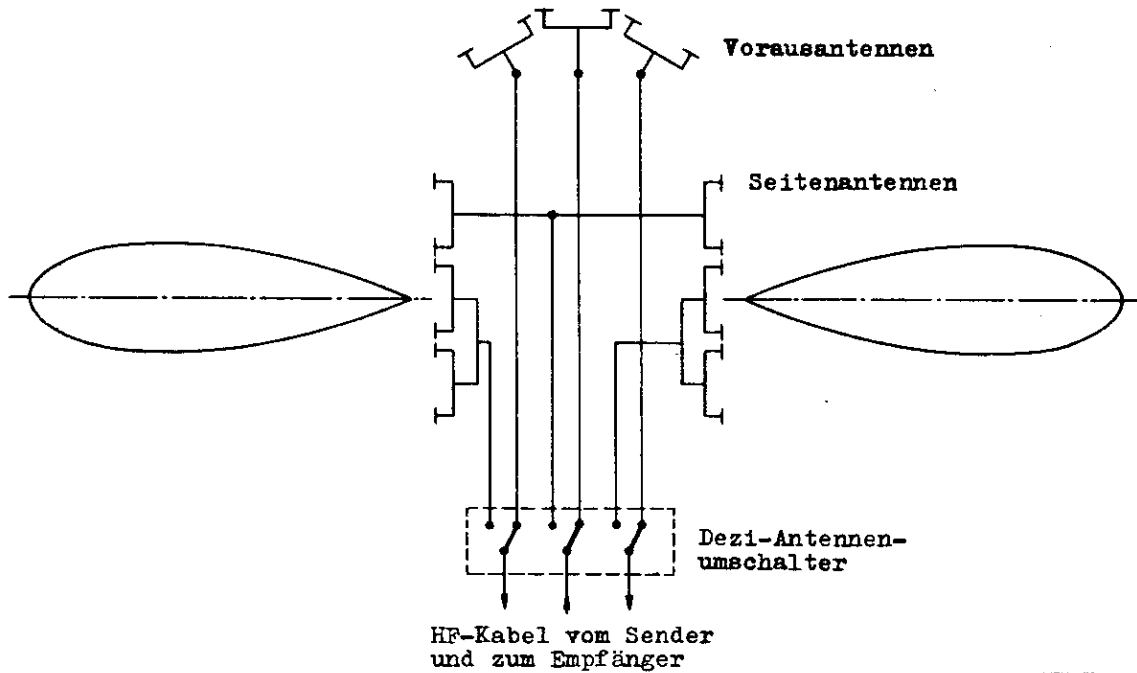 Vorausantennen
Seitenantennen
Dezi-Antennen-
umschalter
HF-Kabel vom Sender
und zum Empfänger